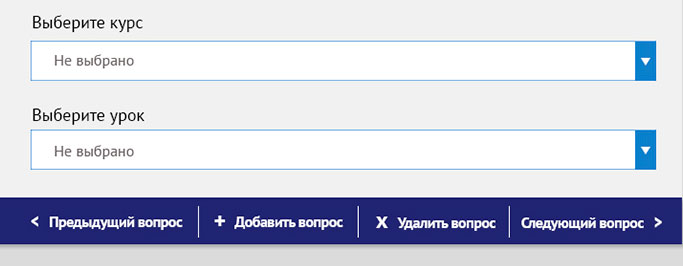 Выберите курс
Не выбрано
Выберите урок
Не выбрано
< Предыдущий вопрос + Добавить вопрос x Удалить вопрос Следующий вопрос >